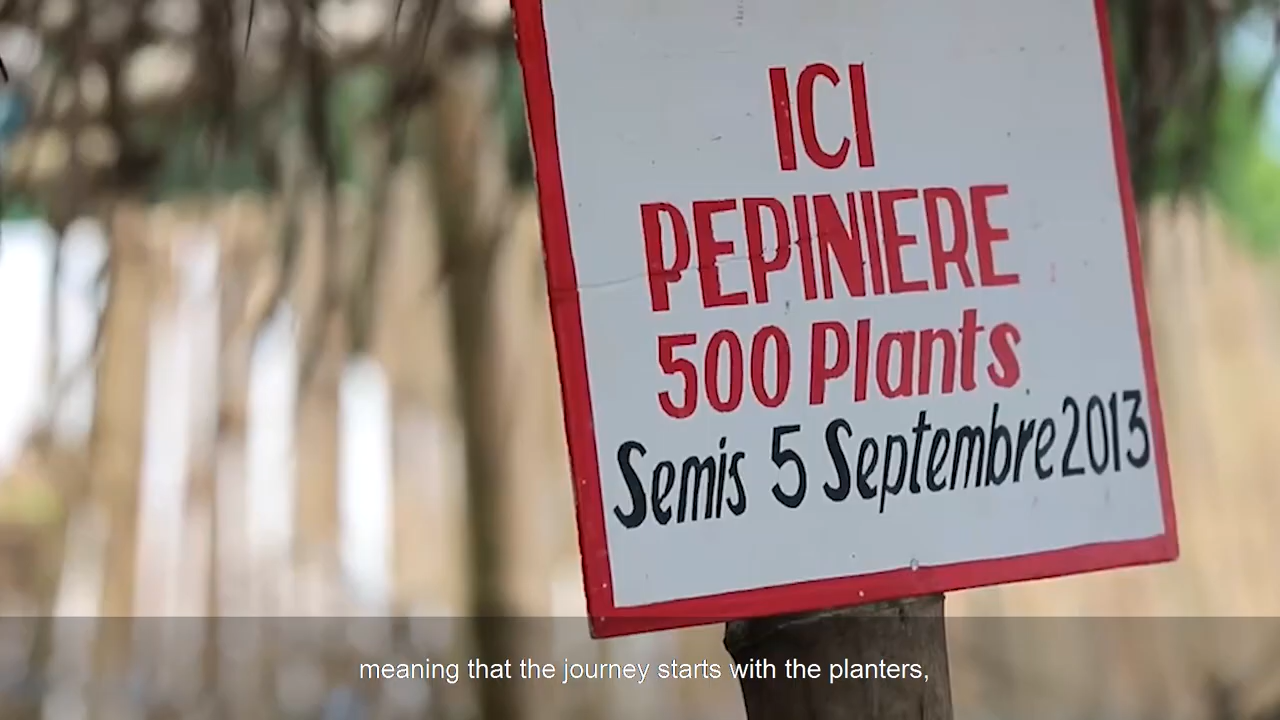 ICI
PEPINIERE
500 Plants
Semis 5 Septembre 2013
meaning that the journey starts with the planters,